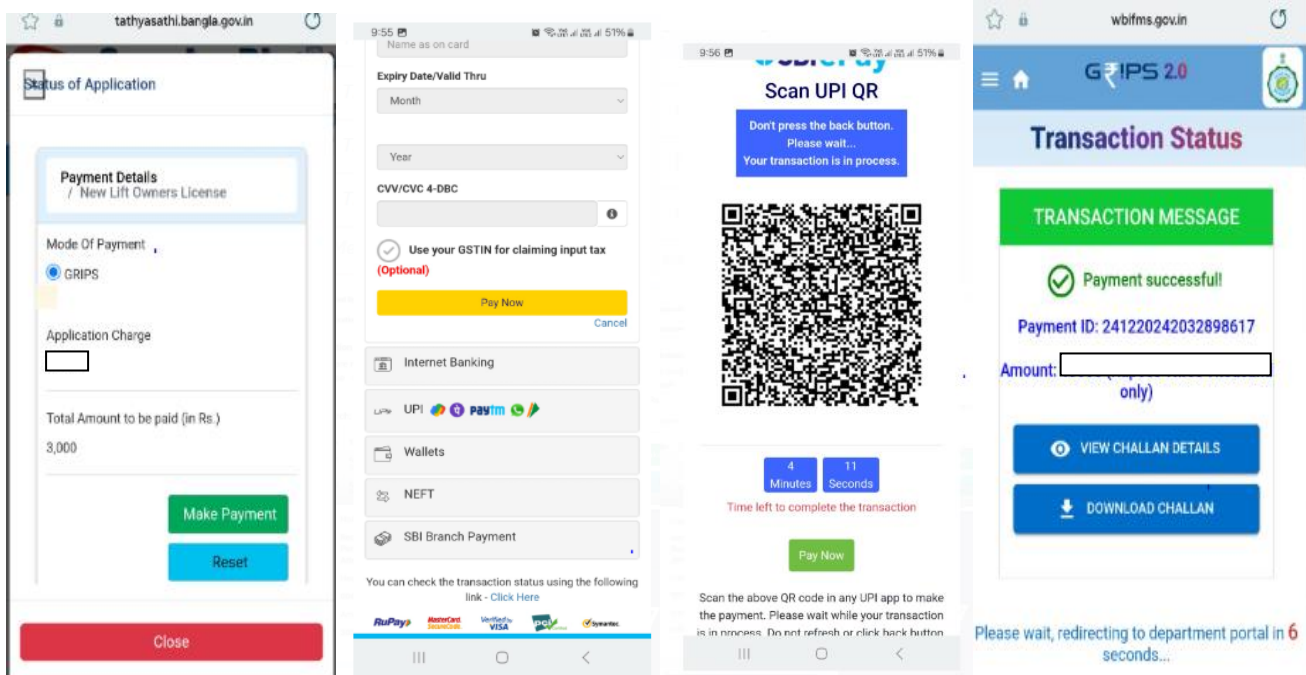 tathyasathi.bangla.gov.in
Status of Application
Payment Details
/ New Lift Owners License
Mode Of Payment
GRIPS
Application Charge
Total Amount to be paid (in Rs.)
3,000
Make Payment
Reset
Close
9:55
51%
Name as on card
Expiry Date/Valid Thru
Month
Year
CVV/CVC 4-DBC
Use your GSTIN for claiming input tax
(Optional)
Pay Now
Cancel
Internet Banking
UPI Paytm
Wallets
NEFT
SBI Branch Payment
You can check the transaction status using the following
link - Click Here
RuPay MasterCard SecureCode Verified by VISA pci Symantec
9:56
51%
Scan UPI QR
Don't press the back button.
Please wait...
Your transaction is in process.
4 11
Minutes Seconds
Time left to complete the transaction
Pay Now
Scan the above QR code in any UPI app to make
the payment. Please wait while your transaction
is in process. Do not refresh or click back button
wbifms.gov.in
G₹IPS 2.0
Transaction Status
TRANSACTION MESSAGE
Payment successful!
Payment ID: 241220242032898617
Amount:
only)
VIEW CHALLAN DETAILS
DOWNLOAD CHALLAN
Please wait, redirecting to department portal in 6
seconds...